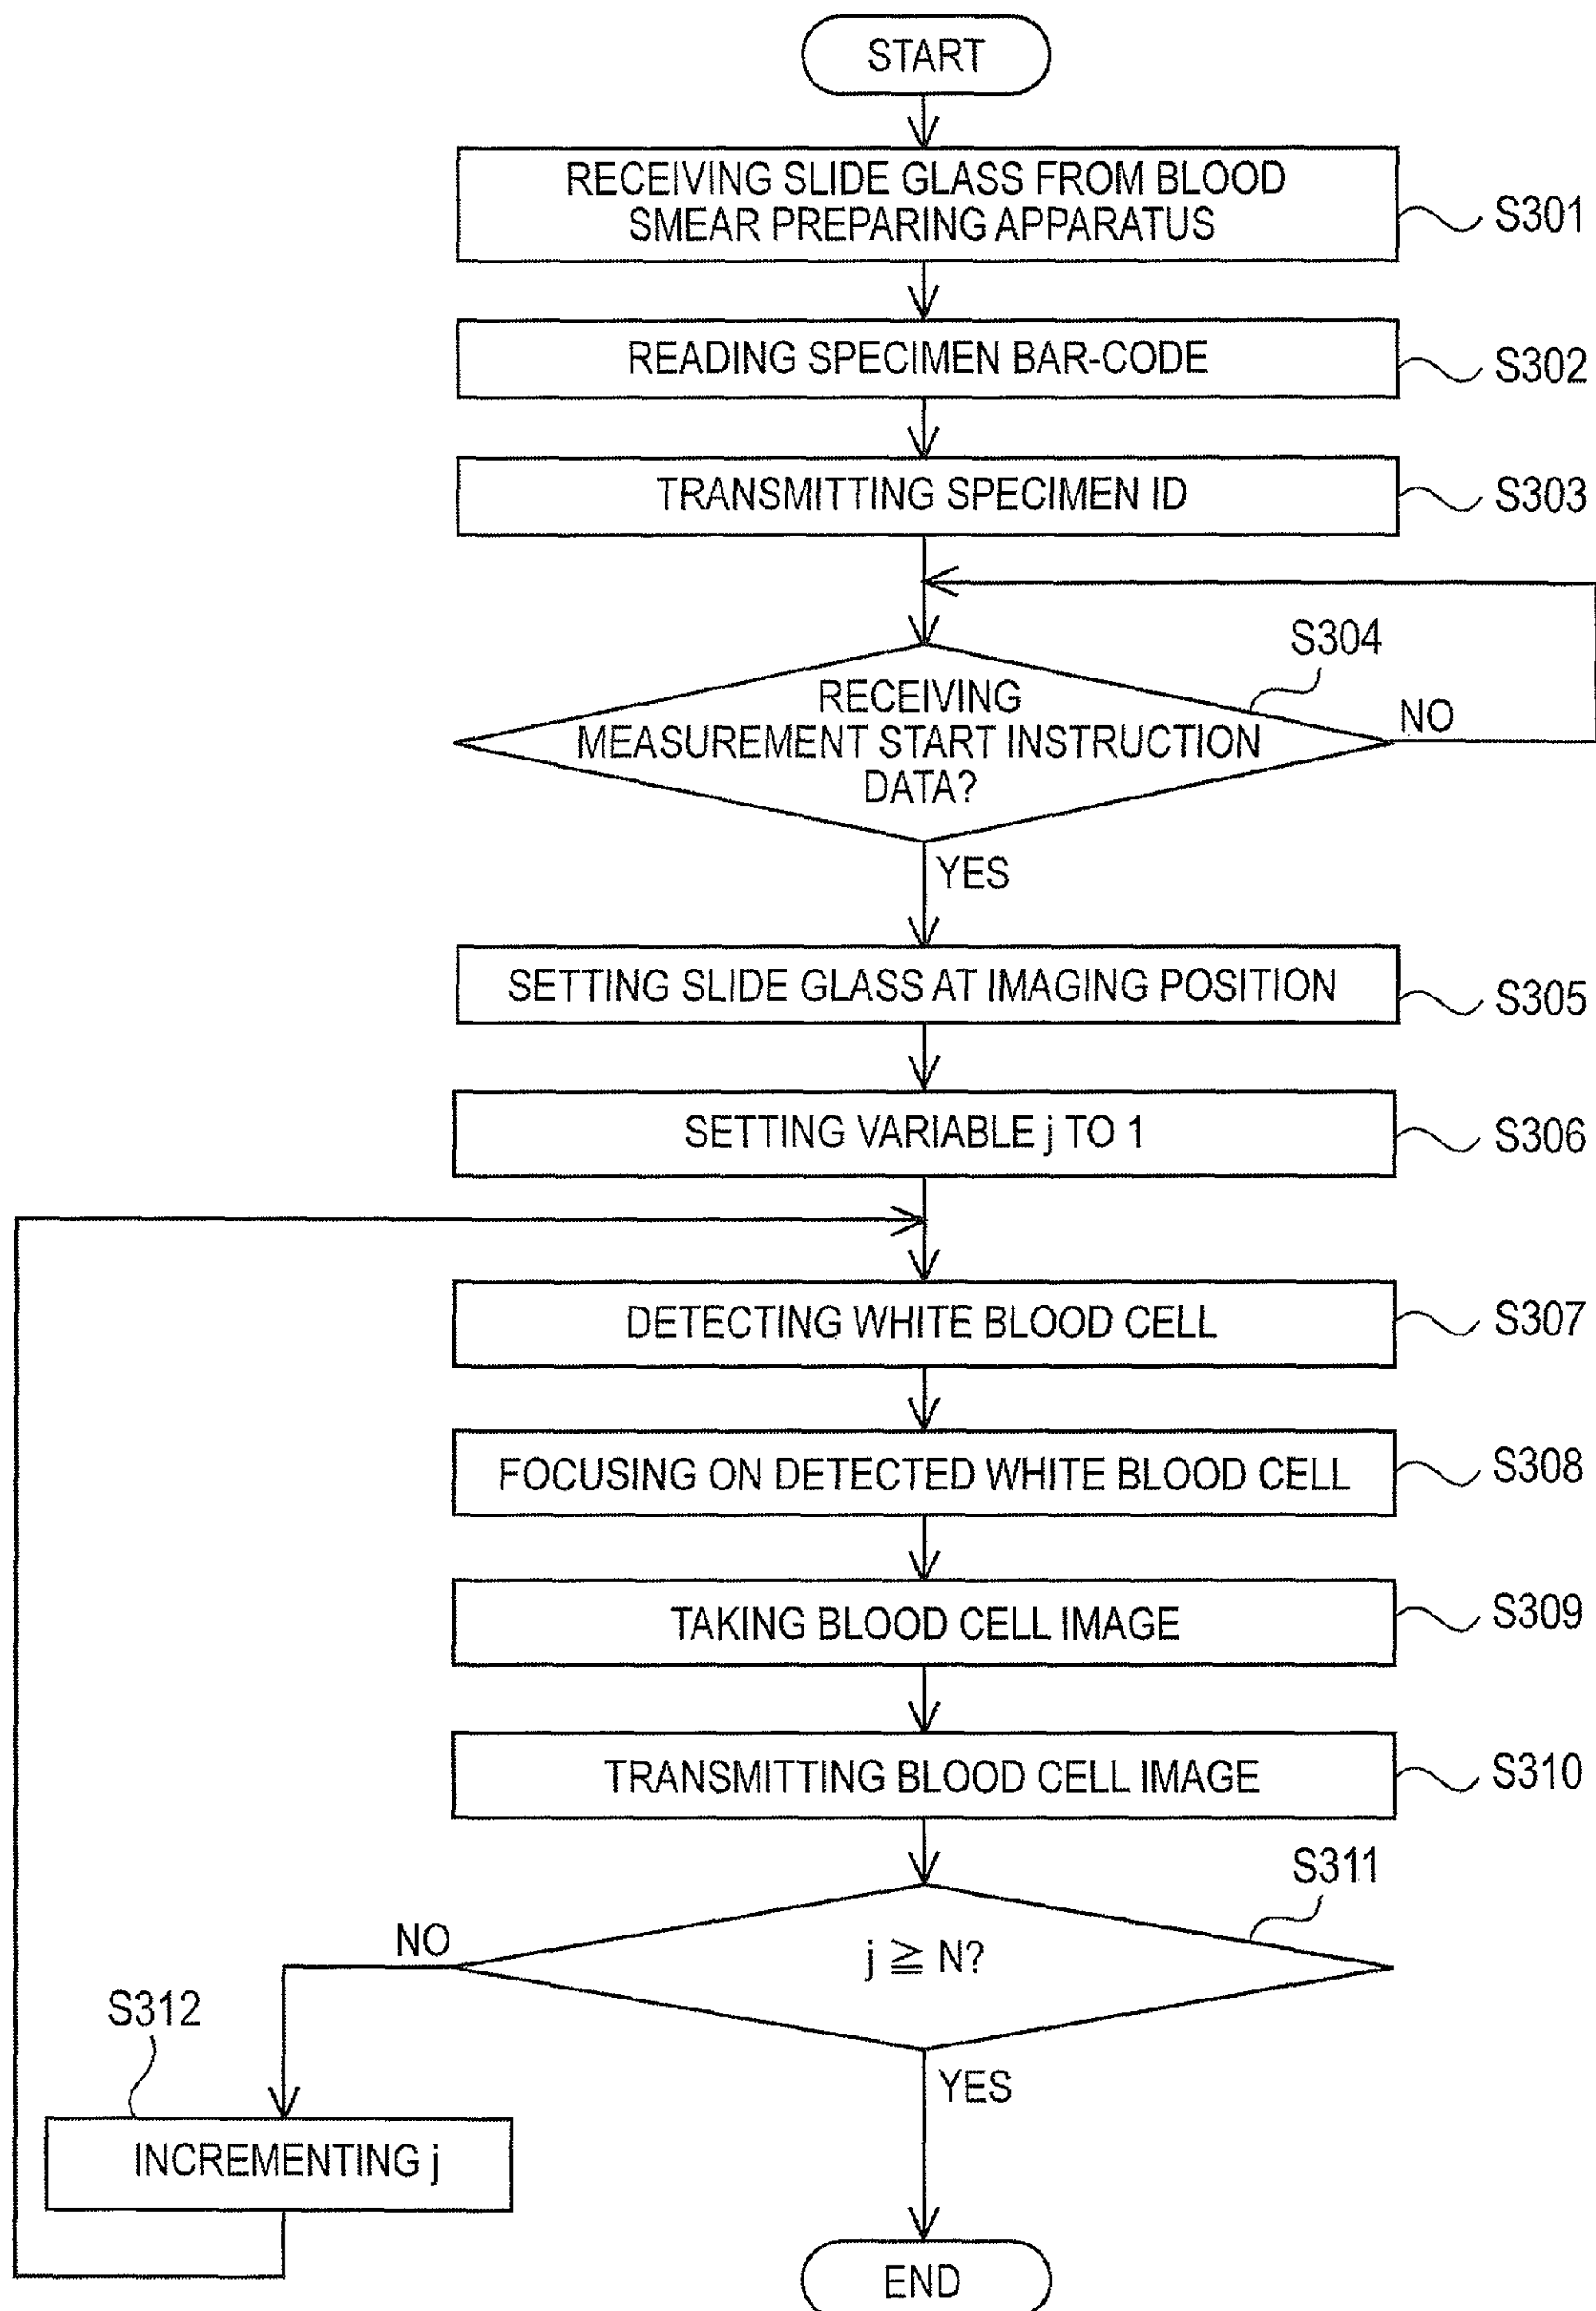 START
RECEIVING SLIDE GLASS FROM BLOOD
SMEAR PREPARING APPARATUS
S301
READING SPECIMEN BAR-CODE
S302
TRANSMITTING SPECIMEN ID
S303
S304
RECEIVING
MEASUREMENT START INSTRUCTION
DATA?
NO
YES
SETTING SLIDE GLASS AT IMAGING POSITION
S305
SETTING VARIABLE j TO 1
S306
DETECTING WHITE BLOOD CELL
S307
FOCUSING ON DETECTED WHITE BLOOD CELL
S308
TAKING BLOOD CELL IMAGE
S309
TRANSMITTING BLOOD CELL IMAGE
S310
S311
j ≧ N?
NO
YES
S312
INCREMENTING j
END